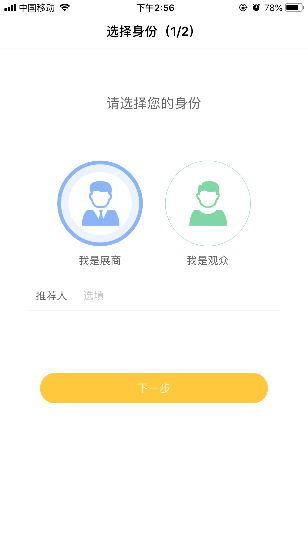 中国移动 下午2:56 78%
选择身份（1/2）
请选择您的身份
我是展商 我是观众
推荐人 选填
下一步